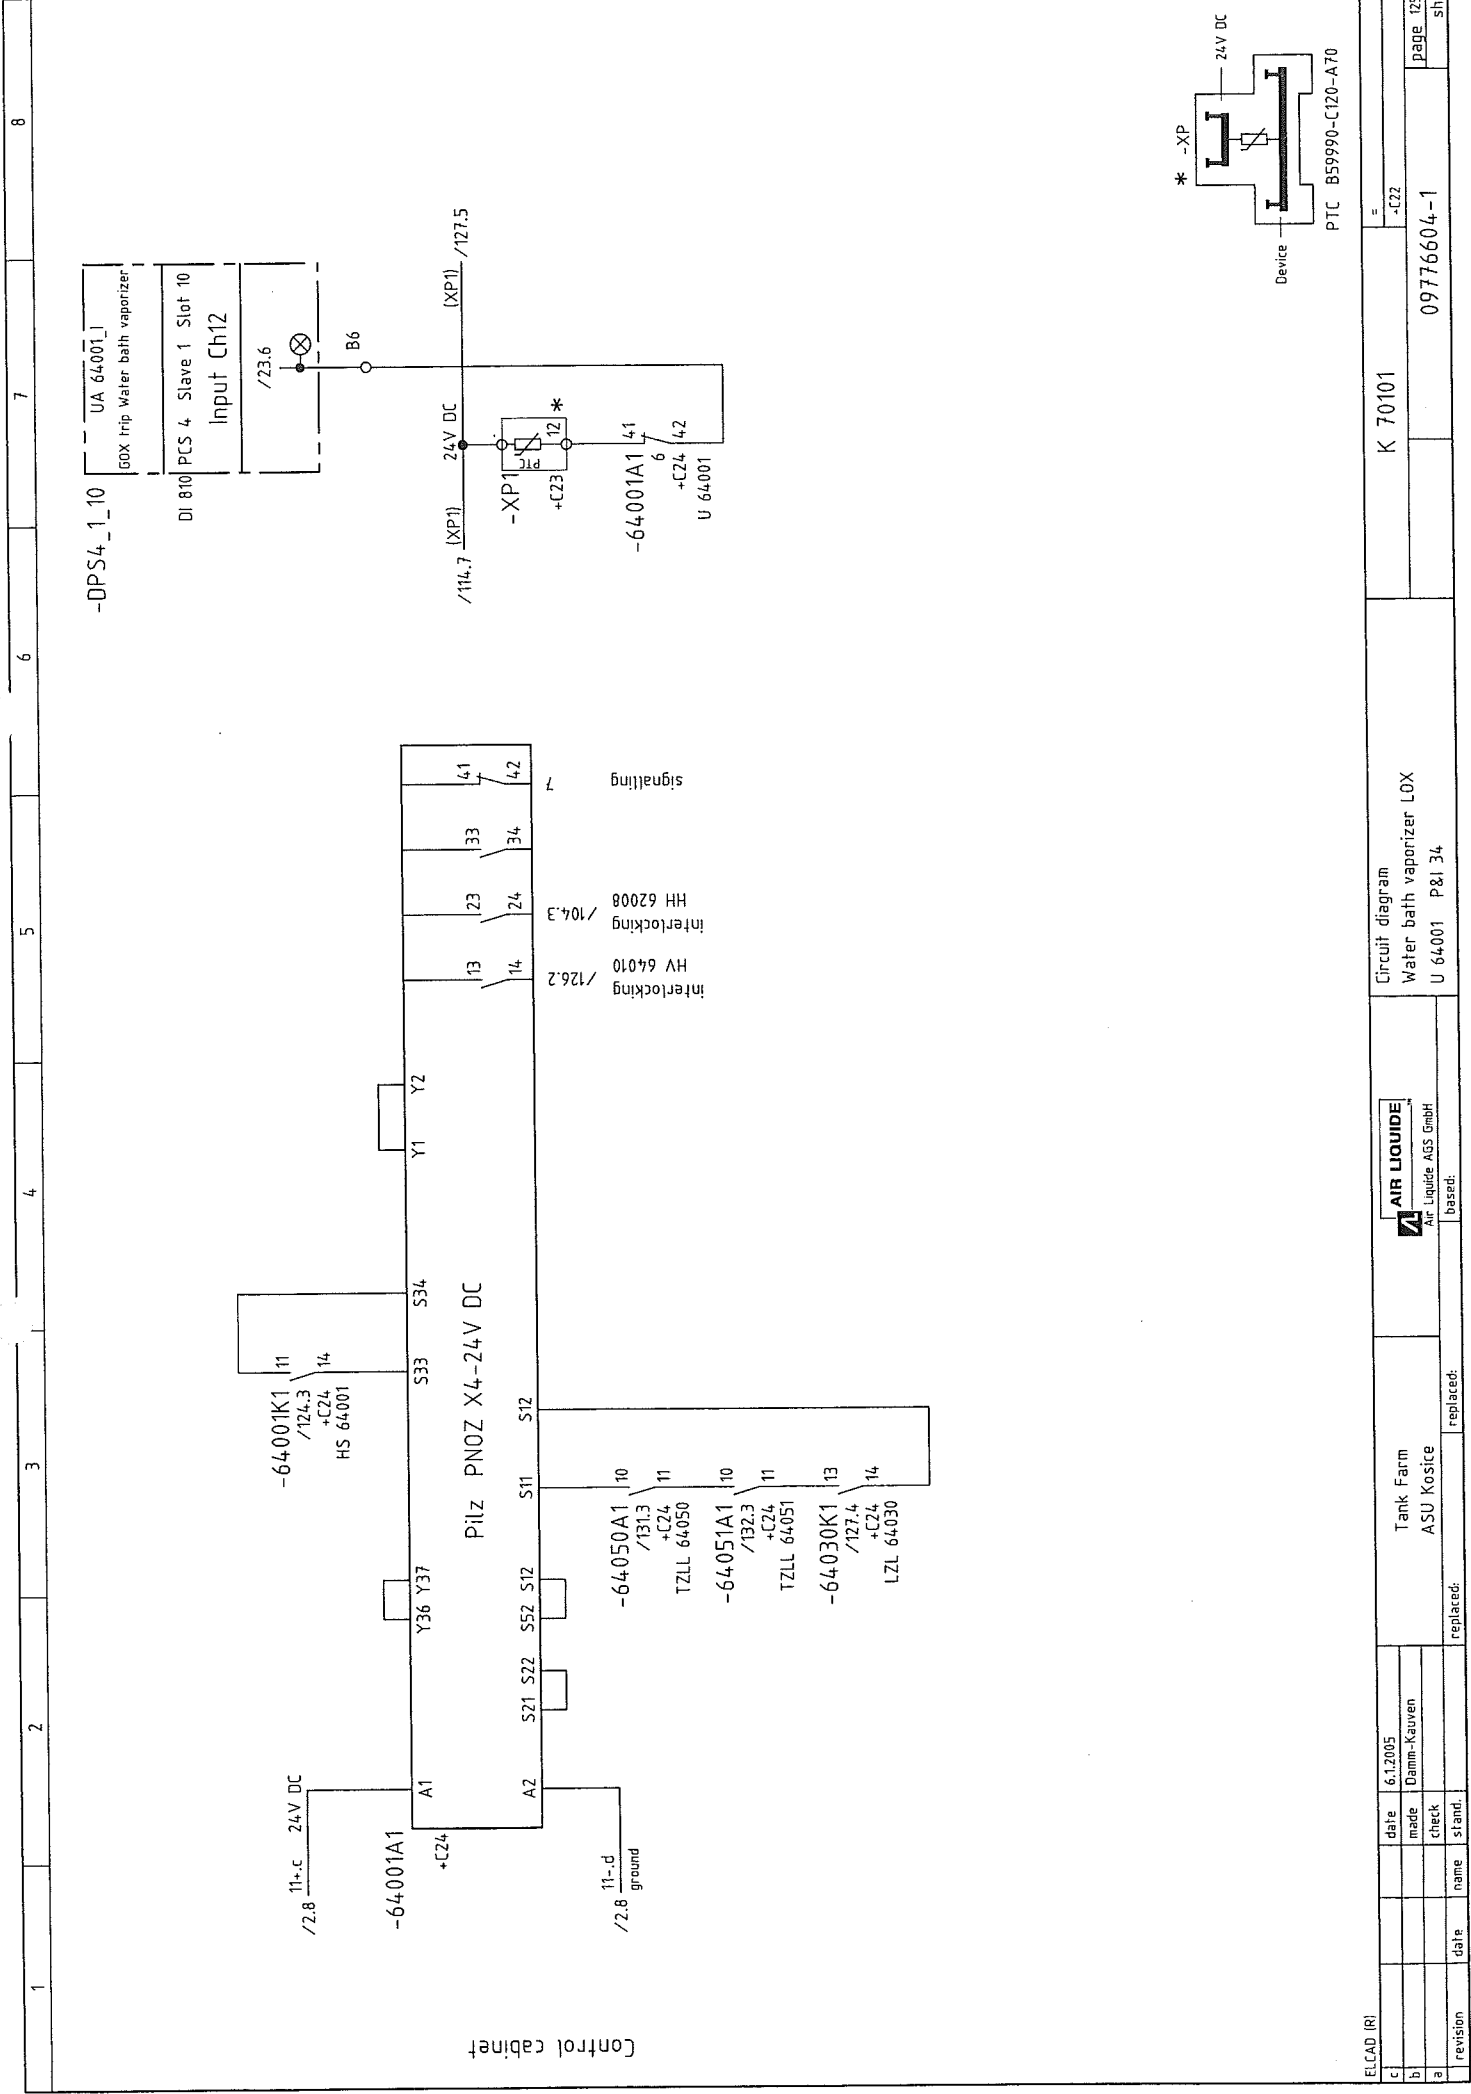 1
2
3
4
5
6
7
8
Control cabinet
/2.8 11+.c 24V DC
-64001A1
+C24
A1
A2
/2.8 11-.d
ground
Y36 Y37
S21 S22
S52 S12
Pilz PNOZ X4-24V DC
-64001K1
/124.3
+C24
HS 64001
11
14
S33
S34
S11
S12
-64050A1
/131.3
+C24
TZLL 64050
10
11
-64051A1
/132.3
+C24
TZLL 64051
10
11
-64030K1
/127.4
+C24
LZL 64030
13
14
Y1
Y2
13
14
/126.2
HV 64010
interlocking
23
24
/104.3
HH 62008
interlocking
33
34
41
42
7
signalling
-DPS4_1_10
UA 64001_I
GOX trip Water bath vaporizer
DI 810 PCS 4 Slave 1 Slot 10
Input Ch12
/23.6
B6
/114.7 (XP1)
24V DC
(XP1) /127.5
-XP1
+C23
PTC
12 *
-64001A1
6
+C24
U 64001
41
42
* -XP
24V DC
Device
PTC B59990-C120-A70
ELCAD (R)
c
b
a
revision
date
name
date 6.1.2005
made Damm-Kauven
check
stand.
Tank Farm
ASU Kosice
replaced:
replaced:
based:
AIR LIQUIDE
Air Liquide AGS GmbH
Circuit diagram
Water bath vaporizer LOX
U 64001 P&I 34
K 70101
=
+C22
09776604-1
page
sh